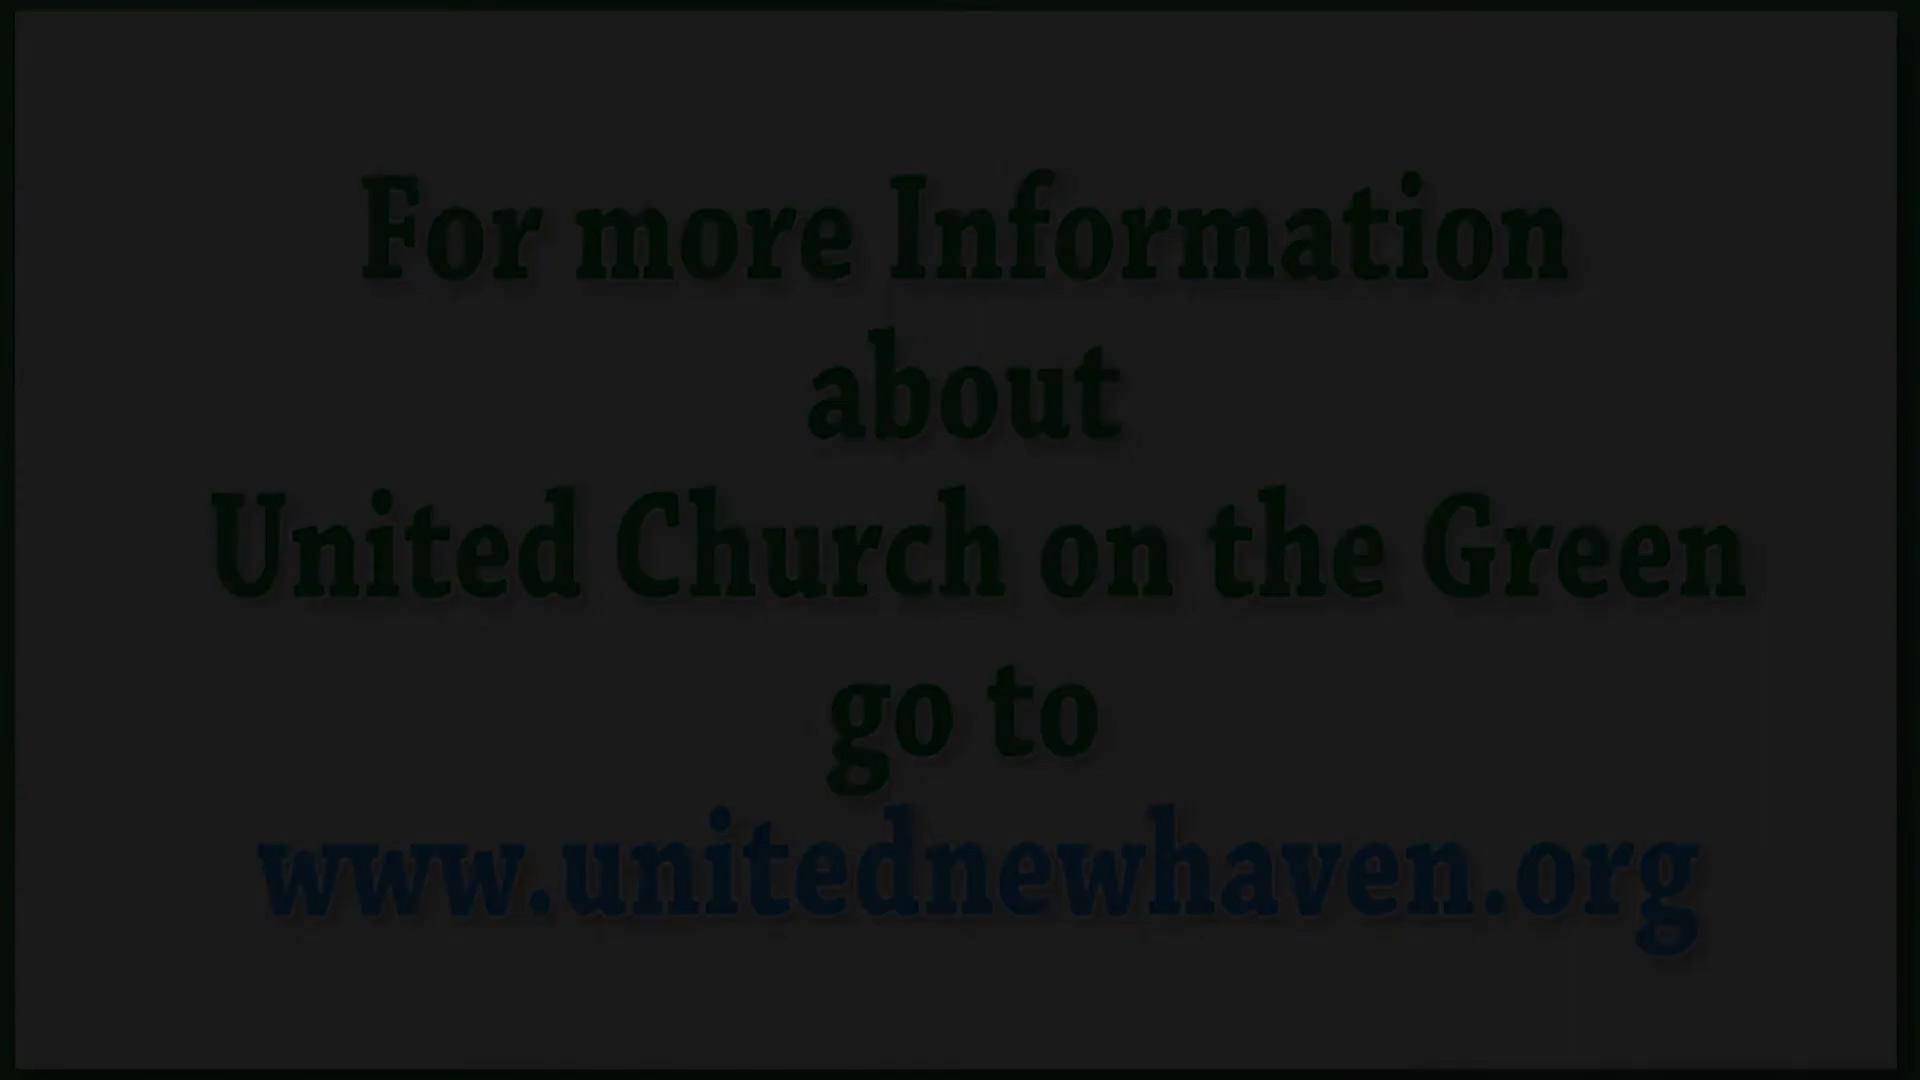 For more Information
about
United Church on the Green
go to
www.unitednewhaven.org